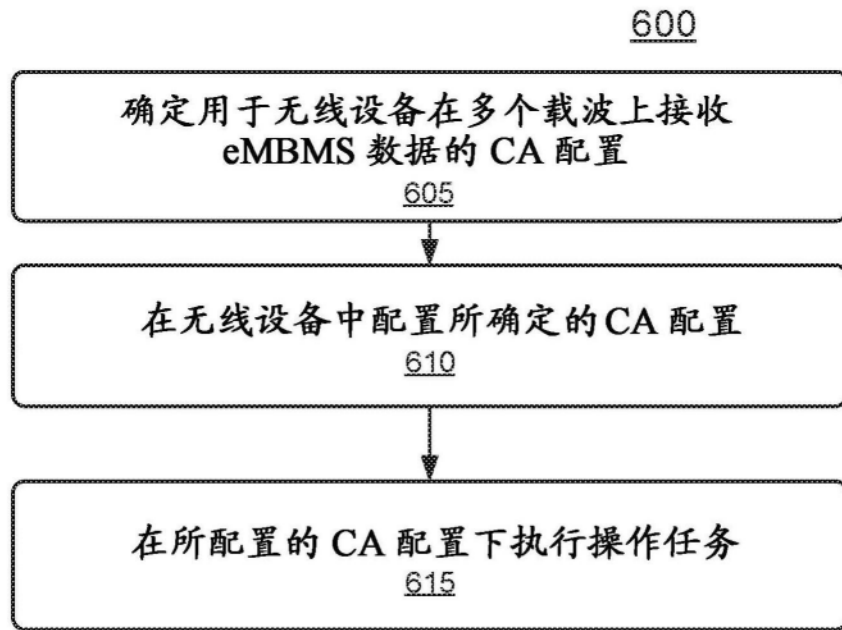 600
确定用于无线设备在多个载波上接收
eMBMS 数据的 CA 配置
605
在无线设备中配置所确定的 CA 配置
610
在所配置的 CA 配置下执行操作任务
615